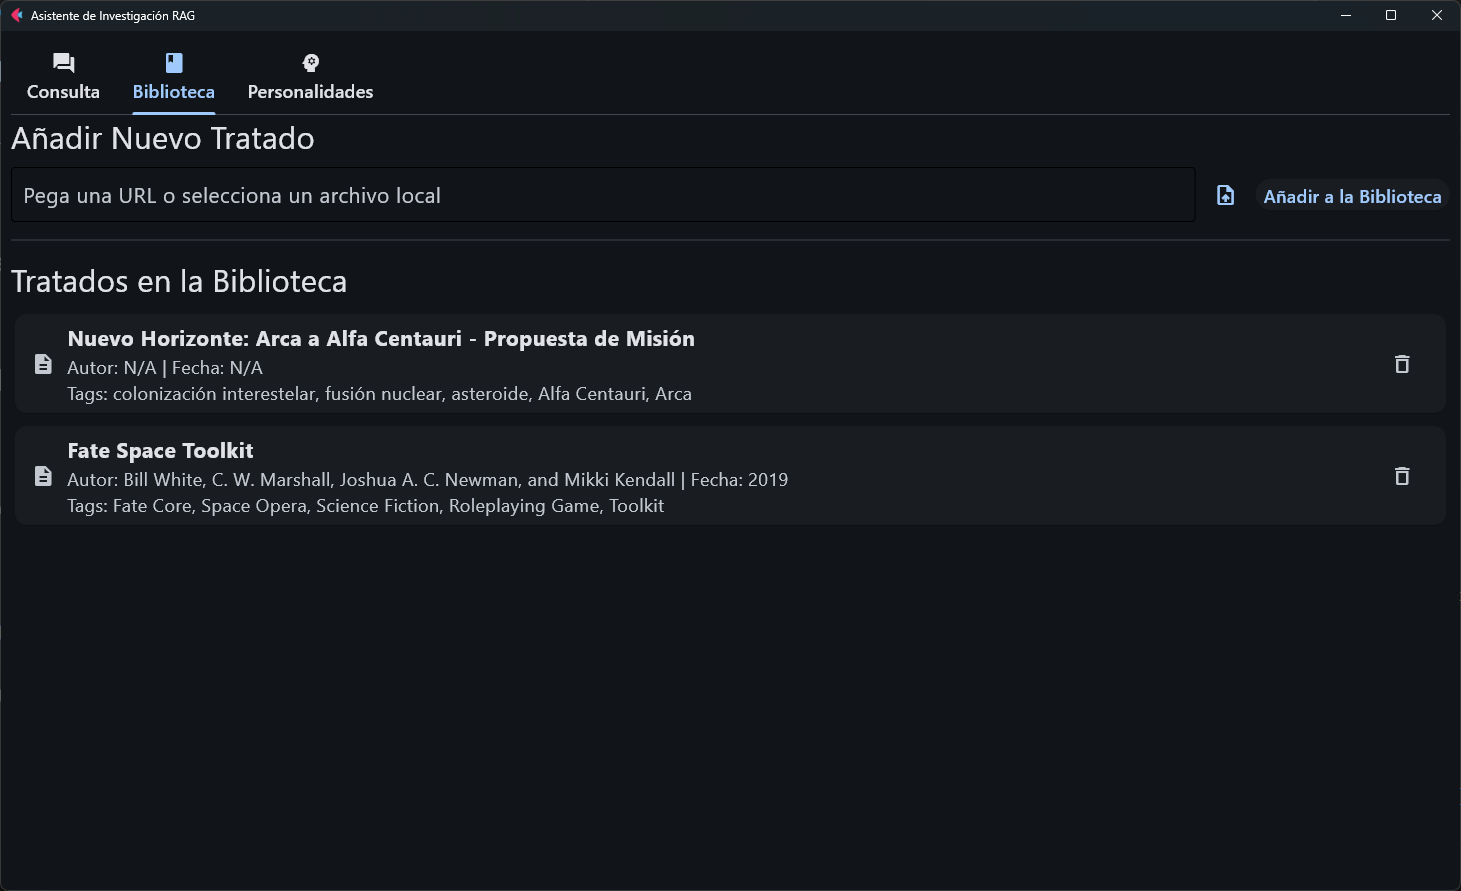 Asistente de Investigación RAG
Consulta
Biblioteca
Personalidades
Añadir Nuevo Tratado
Pega una URL o selecciona un archivo local
Añadir a la Biblioteca
Tratados en la Biblioteca
Nuevo Horizonte: Arca a Alfa Centauri - Propuesta de Misión
Autor: N/A | Fecha: N/A
Tags: colonización interestelar, fusión nuclear, asteroide, Alfa Centauri, Arca
Fate Space Toolkit
Autor: Bill White, C. W. Marshall, Joshua A. C. Newman, and Mikki Kendall | Fecha: 2019
Tags: Fate Core, Space Opera, Science Fiction, Roleplaying Game, Toolkit